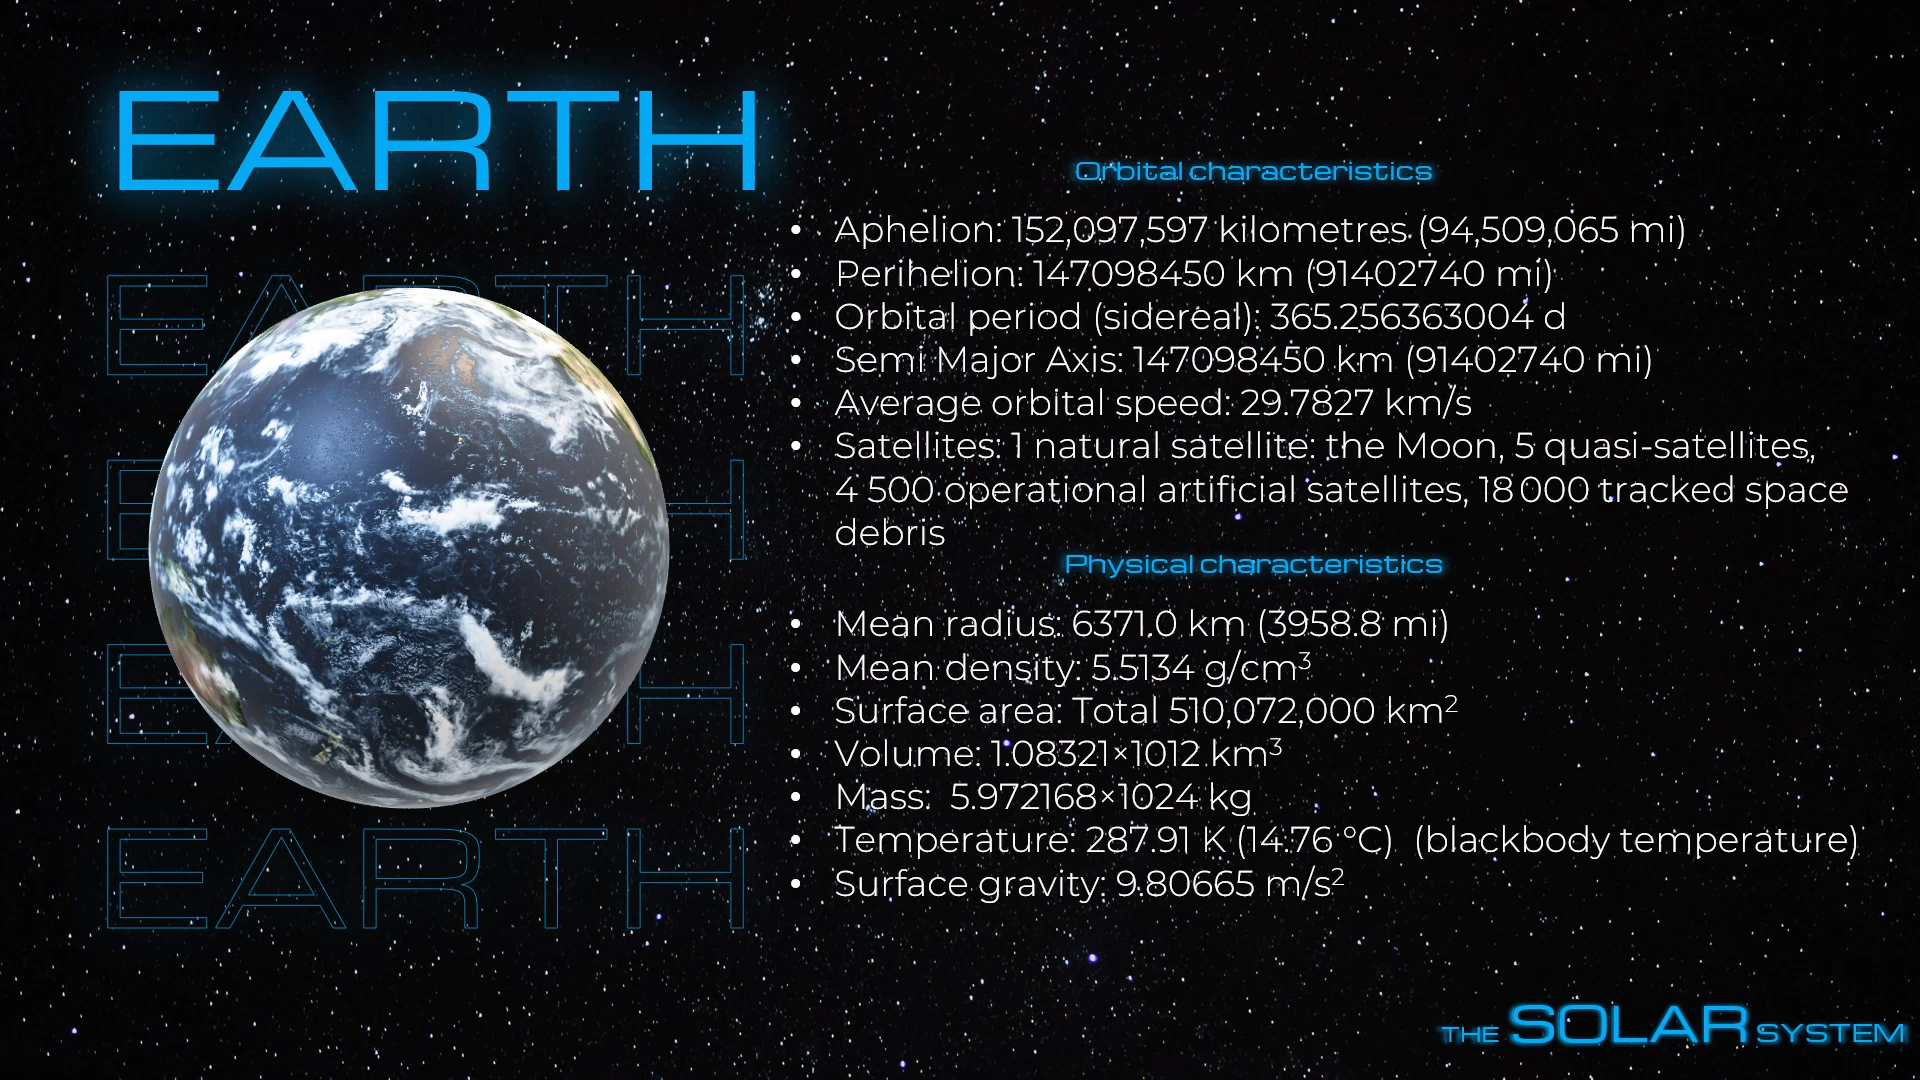 EARTH
EARTH
EARTH
EARTH
EARTH
Orbital characteristics
• Aphelion: 152,097,597 kilometres (94,509,065 mi)
• Perihelion: 147098450 km (91402740 mi)
• Orbital period (sidereal): 365.256363004 d
• Semi Major Axis: 147098450 km (91402740 mi)
• Average orbital speed: 29.7827 km/s
• Satellites: 1 natural satellite: the Moon, 5 quasi-satellites,
4 500 operational artificial satellites, 18 000 tracked space
debris
Physical characteristics
• Mean radius: 6371.0 km (3958.8 mi)
• Mean density: 5.5134 g/cm³
• Surface area: Total 510,072,000 km²
• Volume: 1.08321×1012 km³
• Mass:  5.972168×1024 kg
• Temperature: 287.91 K (14.76 °C)  (blackbody temperature)
• Surface gravity: 9.80665 m/s²
THE SOLAR SYSTEM